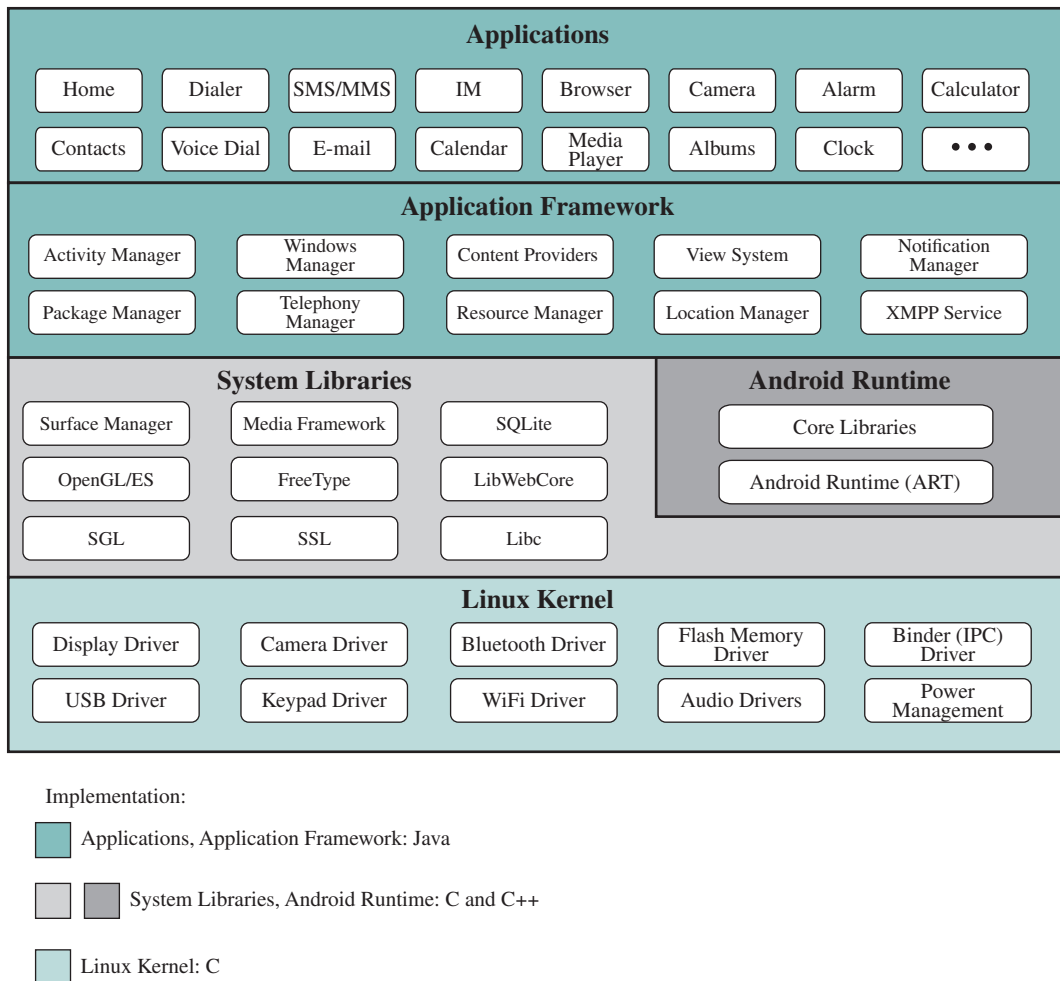 Applications
Home
Dialer
SMS/MMS
IM
Browser
Camera
Alarm
Calculator
Contacts
Voice Dial
E-mail
Calendar
Media
Player
Albums
Clock
•••
Application Framework
Activity Manager
Windows
Manager
Content Providers
View System
Notification
Manager
Package Manager
Telephony
Manager
Resource Manager
Location Manager
XMPP Service
System Libraries
Surface Manager
Media Framework
SQLite
OpenGL/ES
FreeType
LibWebCore
SGL
SSL
Libc
Android Runtime
Core Libraries
Android Runtime (ART)
Linux Kernel
Display Driver
Camera Driver
Bluetooth Driver
Flash Memory
Driver
Binder (IPC)
Driver
USB Driver
Keypad Driver
WiFi Driver
Audio Drivers
Power
Management
Implementation:
Applications, Application Framework: Java
System Libraries, Android Runtime: C and C++
Linux Kernel: C